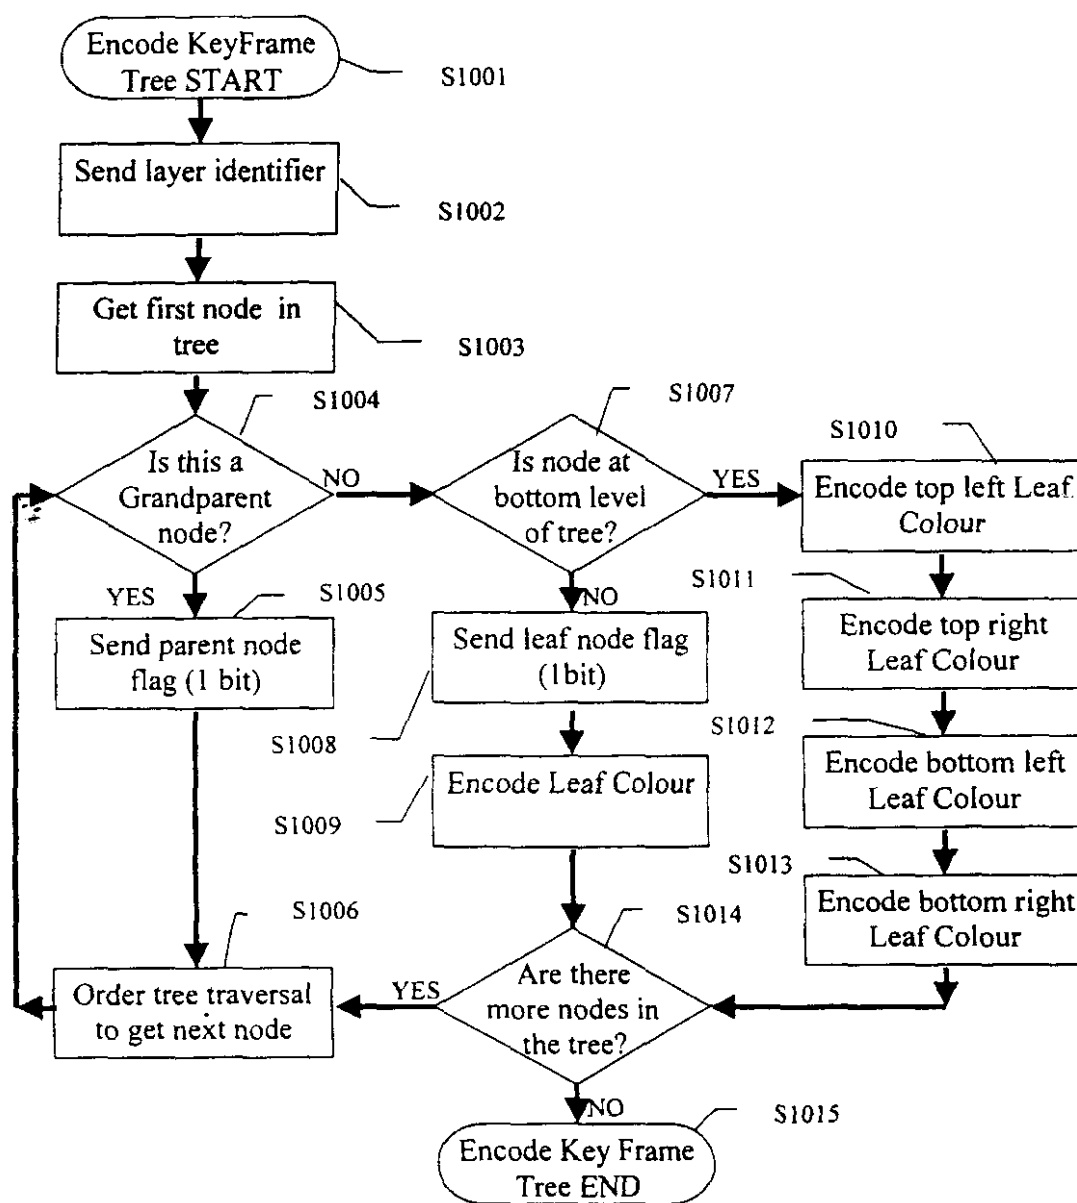 Encode KeyFrame
Tree START
S1001
Send layer identifier
S1002
Get first node in
tree
S1003
S1004
Is this a
Grandparent
node?
NO
YES
S1005
Send parent node
flag (1 bit)
S1006
Order tree traversal
to get next node
S1007
Is node at
bottom level
of tree?
YES
NO
Send leaf node flag
(1bit)
S1008
Encode Leaf Colour
S1009
S1010
Encode top left Leaf
Colour
S1011
Encode top right
Leaf Colour
S1012
Encode bottom left
Leaf Colour
S1013
Encode bottom right
Leaf Colour
S1014
Are there
more nodes in
the tree?
YES
NO
S1015
Encode Key Frame
Tree END